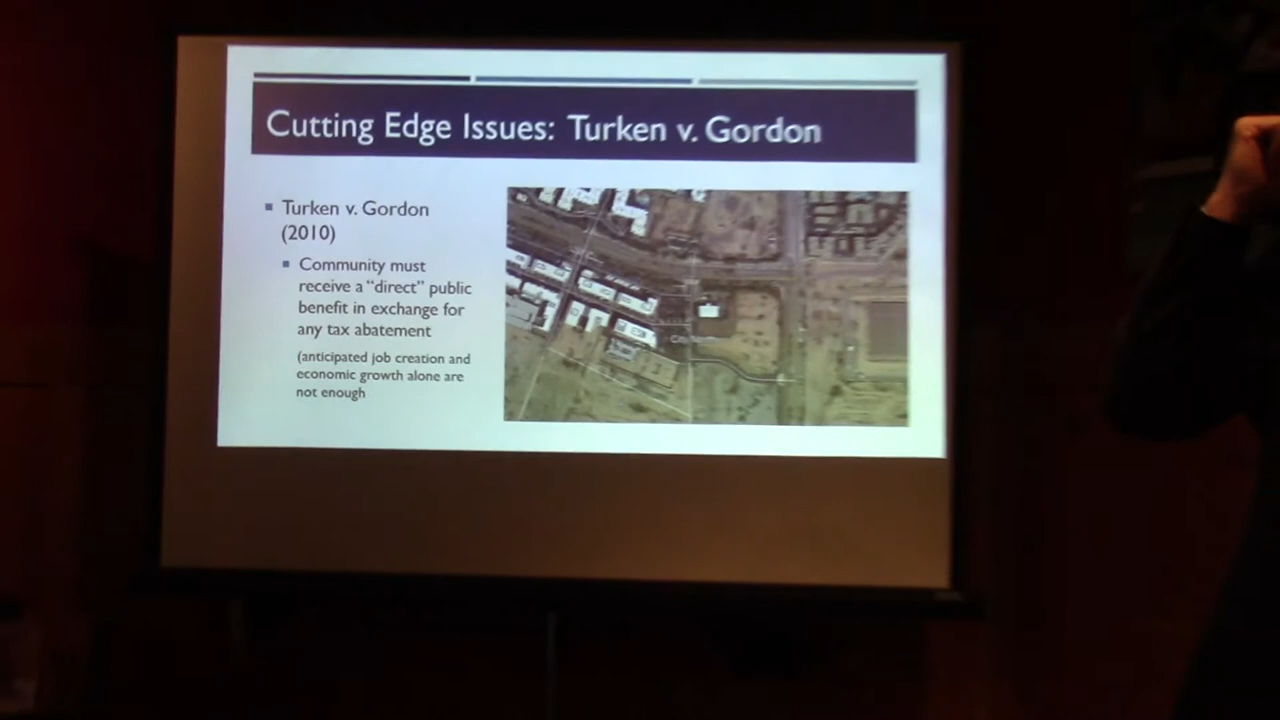 Cutting Edge Issues: Turken v. Gordon
Turken v. Gordon
(2010)
Community must
receive a “direct” public
benefit in exchange for
any tax abatement
(anticipated job creation and
economic growth alone are
not enough